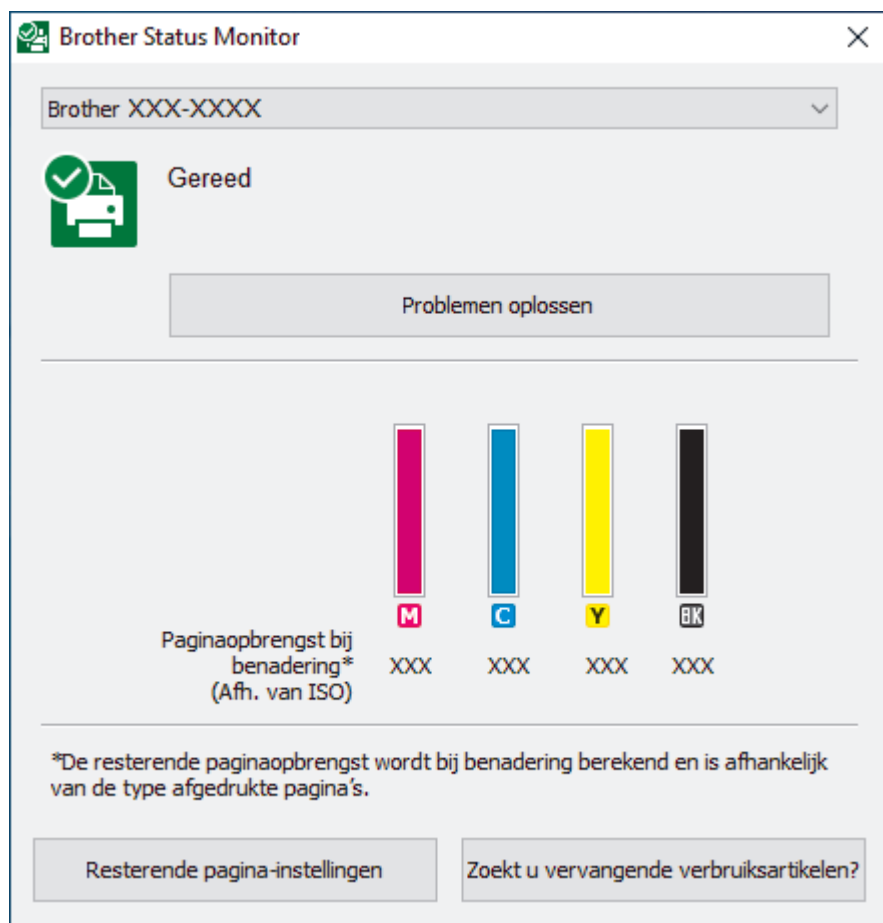 Brother Status Monitor
Brother XXX-XXXX
Gereed
Problemen oplossen
M C Y BK
Paginaopbrengst bij
benadering* XXX XXX XXX XXX
(Afh. van ISO)
*De resterende paginaopbrengst wordt bij benadering berekend en is afhankelijk
van de type afgedrukte pagina’s.
Resterende pagina-instellingen
Zoekt u vervangende verbruiksartikelen?